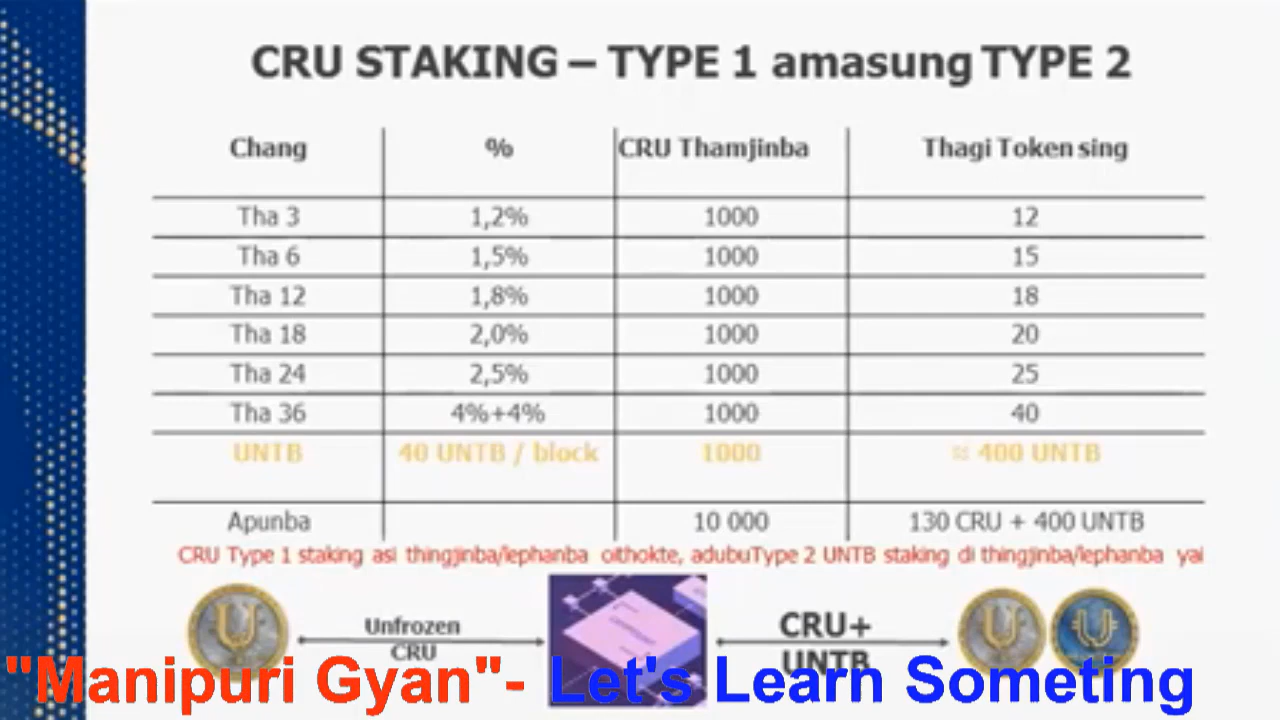 CRU STAKING – TYPE 1 amasung TYPE 2
Chang % CRU Thamjinba Thagi Token sing
Tha 3 1,2% 1000 12
Tha 6 1,5% 1000 15
Tha 12 1,8% 1000 18
Tha 18 2,0% 1000 20
Tha 24 2,5% 1000 25
Tha 36 4%+4% 1000 40
UNTB 40 UNTB / block 1000 ≈ 400 UNTB
Apunba 10 000 130 CRU + 400 UNTB
CRU Type 1 staking asi thingjinba/lephanba oithokte, adubuType 2 UNTB staking di thingjinba/lephanba yai
Unfrozen
CRU
CRU+
UNTB
"Manipuri Gyan"- Let's Learn Someting